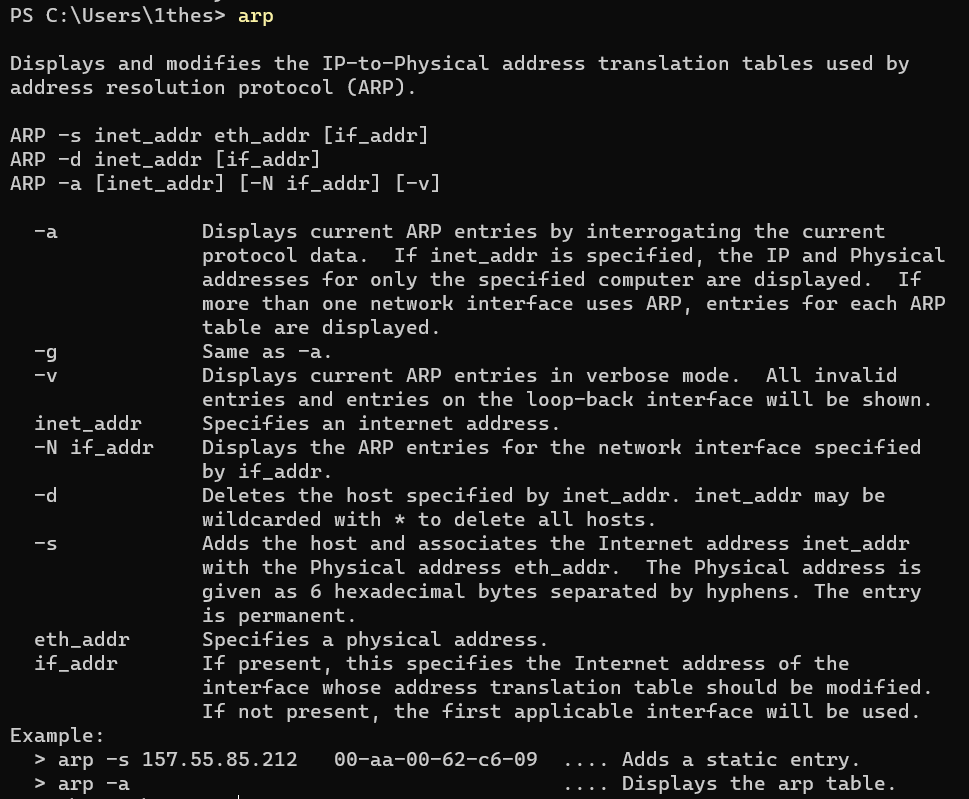 PS C:\Users\1thes> arp
Displays and modifies the IP-to-Physical address translation tables used by
address resolution protocol (ARP).
ARP -s inet_addr eth_addr [if_addr]
ARP -d inet_addr [if_addr]
ARP -a [inet_addr] [-N if_addr] [-v]
-a Displays current ARP entries by interrogating the current
protocol data.  If inet_addr is specified, the IP and Physical
addresses for only the specified computer are displayed.  If
more than one network interface uses ARP, entries for each ARP
table are displayed.
-g Same as -a.
-v Displays current ARP entries in verbose mode.  All invalid
entries and entries on the loop-back interface will be shown.
inet_addr Specifies an internet address.
-N if_addr Displays the ARP entries for the network interface specified
by if_addr.
-d Deletes the host specified by inet_addr. inet_addr may be
wildcarded with * to delete all hosts.
-s Adds the host and associates the Internet address inet_addr
with the Physical address eth_addr.  The Physical address is
given as 6 hexadecimal bytes separated by hyphens. The entry
is permanent.
eth_addr Specifies a physical address.
if_addr If present, this specifies the Internet address of the
interface whose address translation table should be modified.
If not present, the first applicable interface will be used.
Example:
> arp -s 157.55.85.212   00-aa-00-62-c6-09  .... Adds a static entry.
> arp -a                                    .... Displays the arp table.